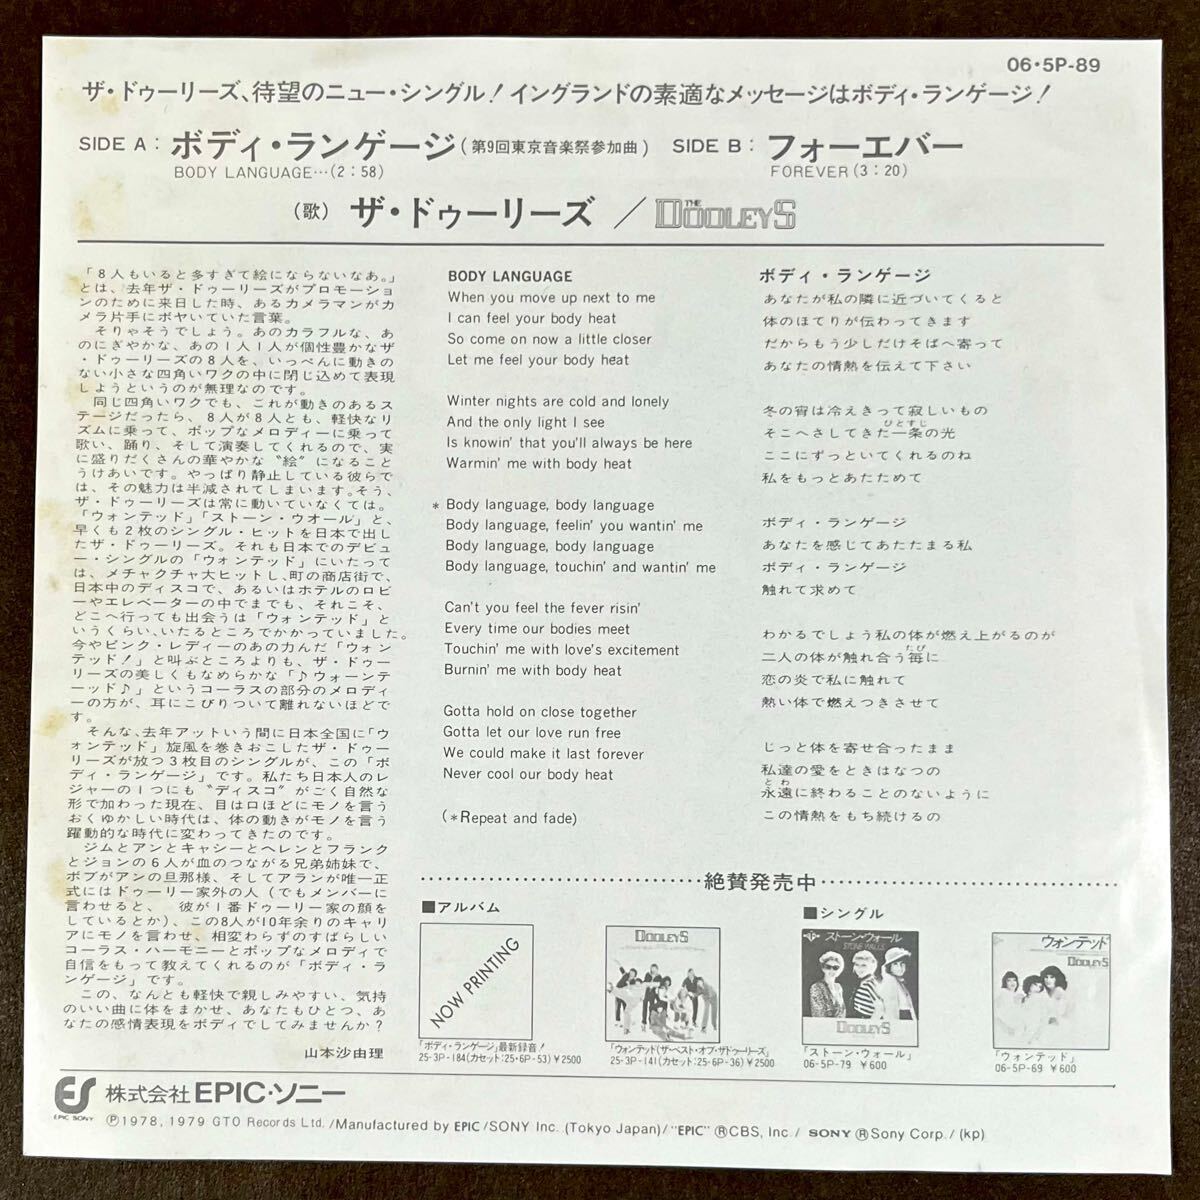 06・5P-89
ザ・ドゥーリーズ、待望のニュー・シングル!イングランドの素適なメッセージはボディ・ランゲージ!
SIDE A: ボディ・ランゲージ(第9回東京音楽祭参加曲) SIDE B: フォーエバー
BODY LANGUAGE…(2:58) FOREVER(3:20)
(歌) ザ・ドゥーリーズ/THE DOOLEYS
「8人もいると多すぎて絵にならないなあ。」
とは、去年ザ・ドゥーリーズがプロモーショ
ンのために来日した時、あるカメラマンがカ
メラ片手にボヤいていた言葉。
そりゃそうでしょう。あのカラフルな、あ
のにぎやかな、あの1人1人が個性豊かなザ
・ドゥーリーズの8人を、いっぺんに動きの
ない小さな四角いワクの中に閉じ込めて表現
しようというのが無理なのです。
同じ四角いワクでも、これが動きのあるス
テージだったら、8人が8人とも、軽快なリ
ズムに乗って、ポップなメロディーに乗って
歌い、踊り、そして演奏してくれるので、実
に盛りだくさんの華やかな〝絵〟になること
うけあいです。やっぱり静止している彼らで
は、その魅力は半減されてしまいます。そう、
ザ・ドゥーリーズは常に動いていなくては。
「ウォンテッド」「ストーン・ウオール」と、
早くも2枚のシングル・ヒットを日本で出し
たザ・ドゥーリーズ。それも日本でのデビュ
ー・シングルの「ウォンテッド」にいたって
は、メチャクチャ大ヒットし、町の商店街で、
日本中のディスコで、あるいはホテルのロビ
ーやエレベーターの中でまでも、それこそ、
どこへ行っても出会うは「ウォンテッド」と
いうくらい、いたるところでかかっていました。
今やピンク・レディーのあの力んだ「ウォン
テッド!」と叫ぶところよりも、ザ・ドゥー
リーズの美しくもなめらかな「♪ウォーンテ
ーッド♪」というコーラスの部分のメロディ
ーの方が、耳にこびりついて離れないほどで
す。
そんな、去年アットいう間に日本全国に「ウ
ォンテッド」旋風を巻きおこしたザ・ドゥー
リーズが放つ3枚目のシングルが、この「ボ
ディ・ランゲージ」です。私たち日本人のレ
ジャーの1つにも〝ディスコ〟がごく自然な
形で加わった現在、目は口ほどにモノを言う
おくゆかしい時代は、体の動きがモノを言う
躍動的な時代に変わってきたのです。
ジムとアンとキャシーとヘレンとフランク
とジョンの6人が血のつながる兄弟姉妹で、
ボブがアンの旦那様、そしてアランが唯一正
式にはドゥーリー家外の人(でもメンバーに
言わせると、彼が1番ドゥーリー家の顔を
しているとか)、この8人が10年余りのキャリ
アにモノを言わせ、相変わらずのすばらしい
コーラス・ハーモニーとポップなメロディで
自信をもって教えてくれるのが「ボディ・ラ
ンゲージ」です。
この、なんとも軽快で親しみやすい、気持
のいい曲に体をまかせ、あなたもひとつ、あ
なたの感情表現をボディでしてみませんか?
山本沙由理
BODY LANGUAGE
When you move up next to me
I can feel your body heat
So come on now a little closer
Let me feel your body heat
Winter nights are cold and lonely
And the only light I see
Is knowin' that you'll always be here
Warmin' me with body heat
* Body language, body language
Body language, feelin' you wantin' me
Body language, body language
Body language, touchin' and wantin' me
Can't you feel the fever risin'
Every time our bodies meet
Touchin' me with love's excitement
Burnin' me with body heat
Gotta hold on close together
Gotta let our love run free
We could make it last forever
Never cool our body heat
(*Repeat and fade)
ボディ・ランゲージ
あなたが私の隣に近づいてくると
体のほてりが伝わってきます
だからもう少しだけそばへ寄って
あなたの情熱を伝えて下さい
冬の宵は冷えきって寂しいもの
そこへさしてきた一条の光
ひとすじ
ここにずっといてくれるのね
私をもっとあたためて
ボディ・ランゲージ
あなたを感じてあたたまる私
ボディ・ランゲージ
触れて求めて
わかるでしょう私の体が燃え上がるのが
二人の体が触れ合う毎に
たび
恋の炎で私に触れて
熱い体で燃えつきさせて
じっと体を寄せ合ったまま
私達の愛をときはなつの
永遠に終わることのないように
とわ
この情熱をもち続けるの
絶賛発売中
■アルバム
NOW PRINTING
「ボディ・ランゲージ」最新録音!
25-3P-184(カセット:25・6P-53)¥2500
DOOLEYS
「ウォンテッド(ザ・ベスト・オブ・ザドゥーリーズ」
25-3P-141(カセット:25・6P-36)¥2500
■シングル
ストーン・ウォール
STONE WALLS
DOOLEYS
「ストーン・ウォール」
06-5P-79 ¥600
ウォンテッド
DOOLEYS
「ウォンテッド」
06-5P-69 ¥600
EPIC SONY
株式会社EPIC・ソニー
Ⓟ1978, 1979 GTO Records Ltd./Manufactured by EPIC/SONY Inc. (Tokyo Japan)/"EPIC" ®CBS, Inc./ SONY ®Sony Corp./(kp)